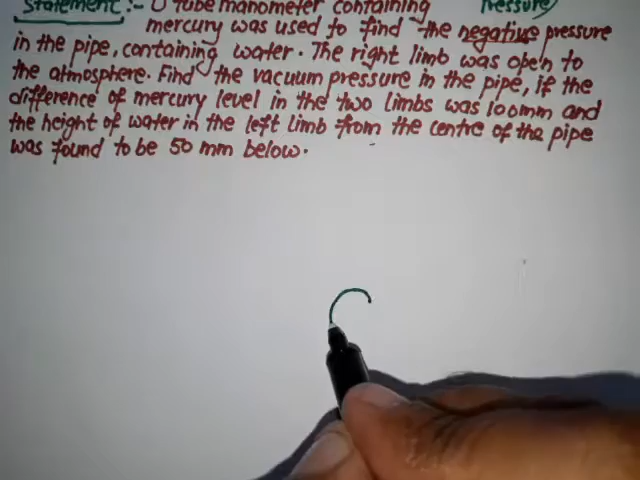 Statement:- U tube manometer containing Pressure)
mercury was used to find the negative pressure
in the pipe, containing water. The right limb was open to
the atmosphere. Find the vacuum pressure in the pipe, if the
difference of mercury level in the two limbs was 100mm and
the height of water in the left limb from the centre of the pipe
was found to be 50 mm below.